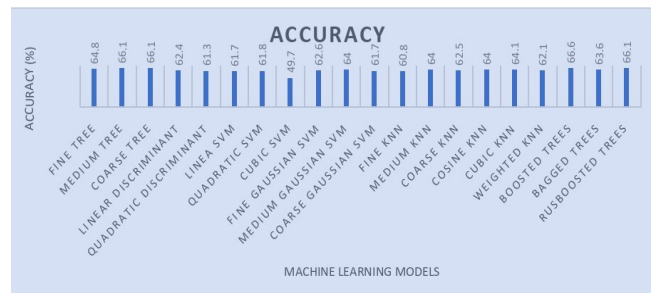 ACCURACY
ACCURACY (%)
64.8
66.1
66.1
62.4
61.3
61.7
61.8
49.7
62.6
64
61.7
60.8
64
62.5
64
64.1
62.1
66.6
63.6
66.1
FINE TREE
MEDIUM TREE
COARSE TREE
LINEAR DISCRIMINANT
QUADRATIC DISCRIMINANT
LINEA SVM
QUADRATIC SVM
CUBIC SVM
FINE GAUSSIAN SVM
MEDIUM GAUSSIAN SVM
COARSE GAUSSIAN SVM
FINE KNN
MEDIUM KNN
COARSE KNN
COSINE KNN
CUBIC KNN
WEIGHTED KNN
BOOSTED TREES
BAGGED TREES
RUSBOOSTED TREES
MACHINE LEARNING MODELS